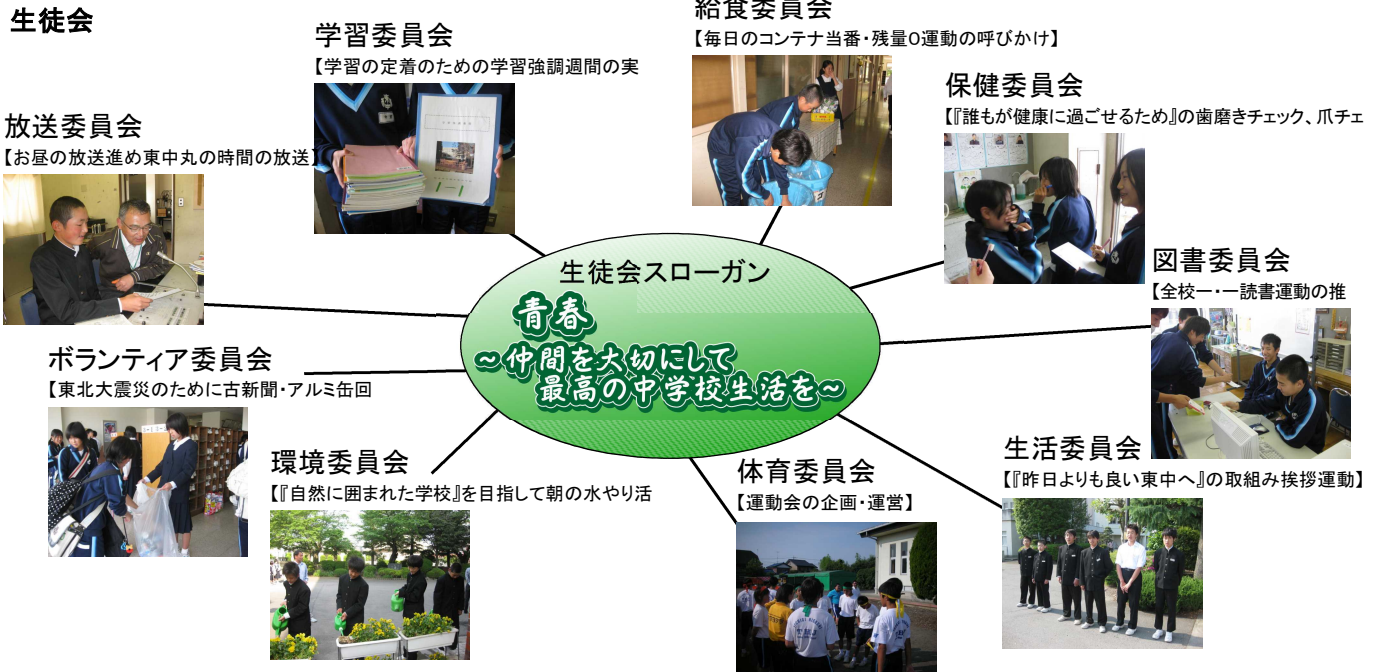 生徒会
給食委員会
【毎日のコンテナ当番・残量0運動の呼びかけ】
学習委員会
【学習の定着のための学習強調週間の実
保健委員会
【『誰もが健康に過ごせるため』の歯磨きチェック、爪チェ
放送委員会
【お昼の放送進め東中丸の時間の放送】
図書委員会
【全校一・一読書運動の推
生徒会スローガン
青春
～仲間を大切にして
最高の中学校生活を～
ボランティア委員会
【東北大震災のために古新聞・アルミ缶回
環境委員会
【『自然に囲まれた学校』を目指して朝の水やり活
体育委員会
【運動会の企画・運営】
生活委員会
【『昨日よりも良い東中へ』の取組み挨拶運動】